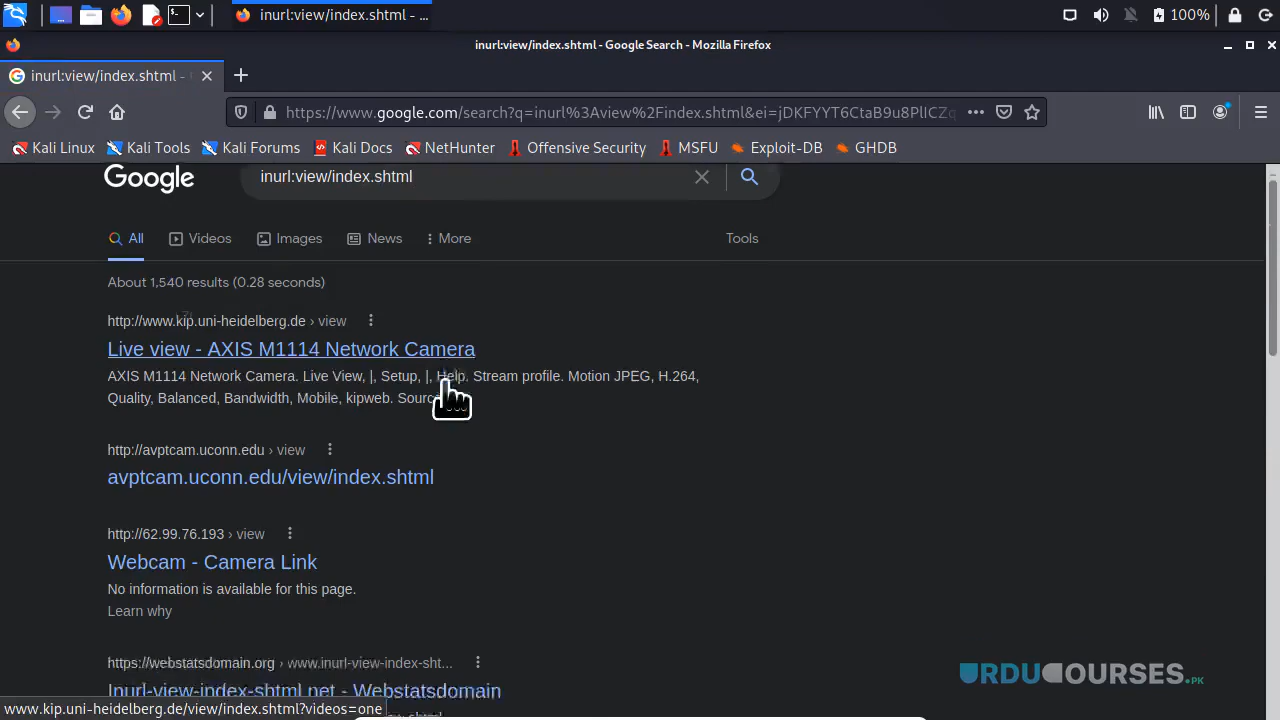 inurl:view/index.shtml - ...
100%
inurl:view/index.shtml - Google Search - Mozilla Firefox
inurl:view/index.shtml -
https://www.google.com/search?q=inurl%3Aview%2Findex.shtml&ei=jDKFYYT6CtaB9u8PlICZq
Kali Linux Kali Tools Kali Forums Kali Docs NetHunter Offensive Security MSFU Exploit-DB GHDB
Google
inurl:view/index.shtml
All Videos Images News More Tools
About 1,540 results (0.28 seconds)
http://www.kip.uni-heidelberg.de › view
Live view - AXIS M1114 Network Camera
AXIS M1114 Network Camera. Live View, |, Setup, |, Help. Stream profile. Motion JPEG, H.264,
Quality, Balanced, Bandwidth, Mobile, kipweb.
http://avptcam.uconn.edu › view
avptcam.uconn.edu/view/index.shtml
http://62.99.76.193 › view
Webcam - Camera Link
No information is available for this page.
Learn why
https://webstatsdomain.org › www.inurl-view-index-sht...
Inurl-view-index-shtml.net - Webstatsdomain
URDUCOURSES.PK
www.kip.uni-heidelberg.de/view/index.shtml?videos=one